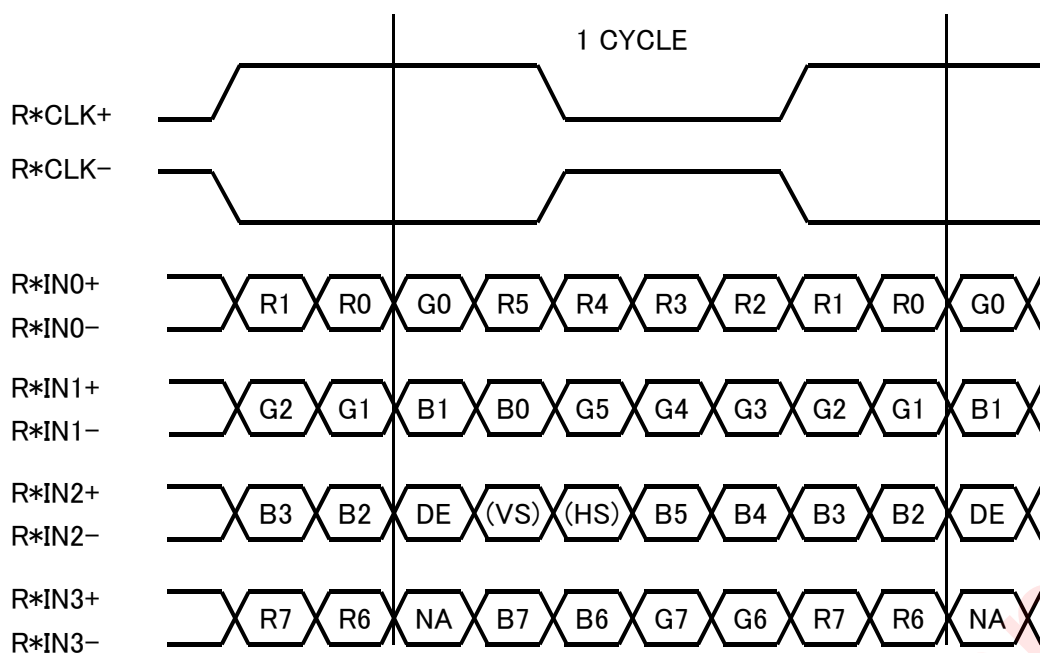 1 CYCLE
R*CLK+
R*CLK−
R*IN0+
R1 R0 G0 R5 R4 R3 R2 R1 R0 G0
R*IN0−
R*IN1+
G2 G1 B1 B0 G5 G4 G3 G2 G1 B1
R*IN1−
R*IN2+
B3 B2 DE (VS) (HS) B5 B4 B3 B2 DE
R*IN2−
R*IN3+
R7 R6 NA B7 B6 G7 G6 R7 R6 NA
R*IN3−